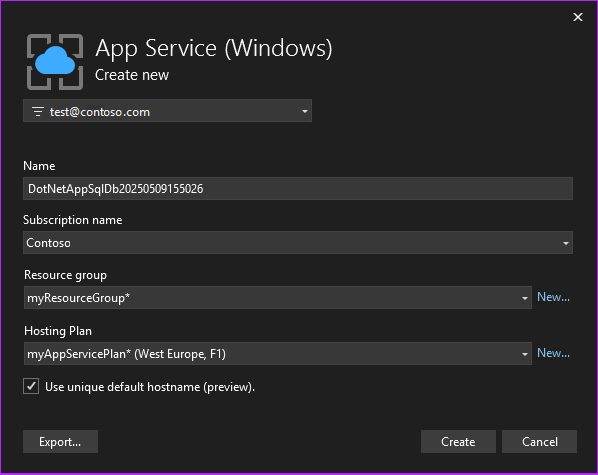 App Service (Windows)
Create new
test@contoso.com
Name
DotNetAppSqlDb20250509155026
Subscription name
Contoso
Resource group
myResourceGroup*
New...
Hosting Plan
myAppServicePlan* (West Europe, F1)
New...
Use unique default hostname (preview).
Export...
Create
Cancel